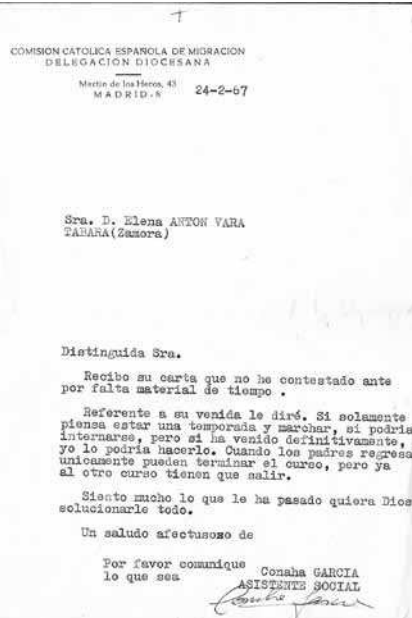 COMISION CATOLICA ESPAÑOLA DE MIGRACION
DELEGACION DIOCESANA
Martín de los Heros, 43
MADRID-8
24-2-67
Sra. D. Elena ANTON VARA
TABARA(Zamora)
Distinguida Sra.
Recibo su carta que no he contestado ante
por falta material de tiempo .
Referente a su venida le diré. Si solamente
piensa estar una temporada y marchar, si podria
internarse, pero si ha venido definitivamente,
yo lo podria hacerlo. Cuando los padres regresa
unicamente pueden terminar el curso, pero ya
al otro curso tienen que salir.
Siento mucho lo que le ha pasado quiera Dios
solucionarle todo.
Un saludo afectusoso de
Por favor comunique
lo que sea
Conaha GARCIA
ASISTENTE SOCIAL